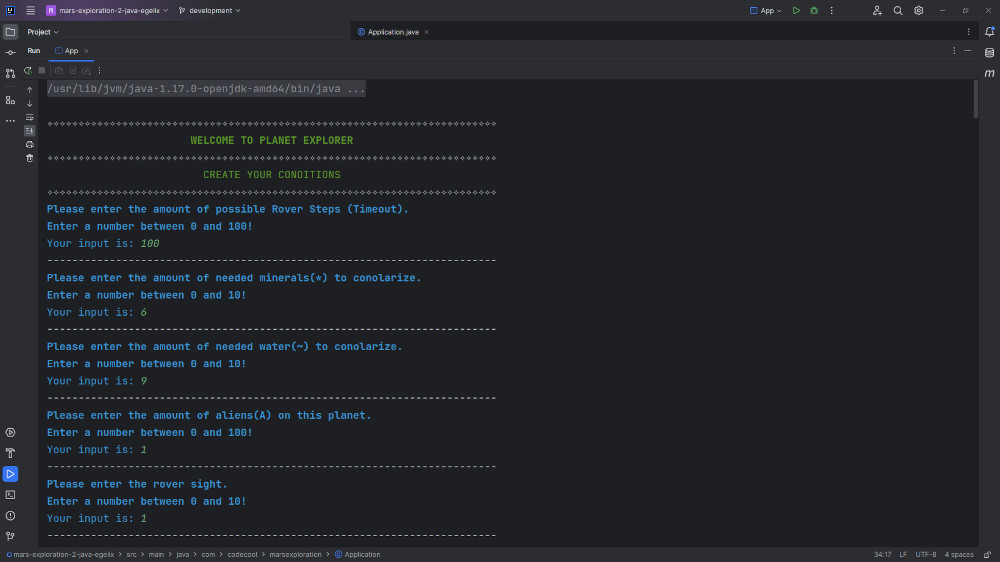 mars-exploration-2-java-egelix development App
Project Application.java
Run App
/usr/lib/jvm/java-1.17.0-openjdk-amd64/bin/java ...
WELCOME TO PLANET EXPLORER
CREATE YOUR CONDITIONS
Please enter the amount of possible Rover Steps (Timeout).
Enter a number between 0 and 100!
Your input is: 100
Please enter the amount of needed minerals(*) to conolarize.
Enter a number between 0 and 10!
Your input is: 6
Please enter the amount of needed water(~) to conolarize.
Enter a number between 0 and 10!
Your input is: 9
Please enter the amount of aliens(A) on this planet.
Enter a number between 0 and 100!
Your input is: 1
Please enter the rover sight.
Enter a number between 0 and 10!
Your input is: 1
mars-exploration-2-java-egelix > src > main > java > com > codecool > marsexploration > Application 34:17 LF UTF-8 4 spaces